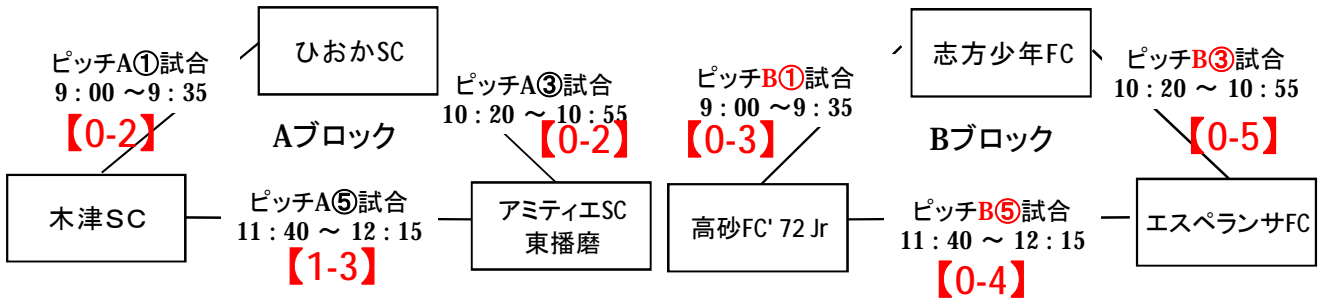 ひおかSC
ピッチA①試合
9：00 ～9：35
【0-2】
ピッチA③試合
10：20 ～ 10：55
【0-2】
Aブロック
木津SC
ピッチA⑤試合
11：40 ～ 12：15
【1-3】
アミティエSC
東播磨
志方少年FC
ピッチB①試合
9：00 ～9：35
【0-3】
ピッチB③試合
10：20 ～ 10：55
【0-5】
Bブロック
高砂FC' 72 Jr
ピッチB⑤試合
11：40 ～ 12：15
【0-4】
エスペランサFC